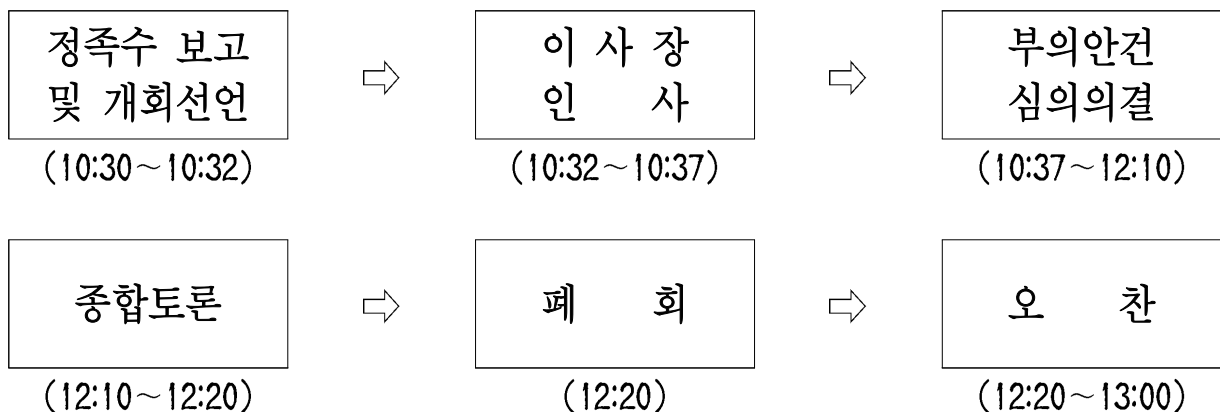 정족수 보고
및 개회선언
(10:30~10:32)
이 사 장
인 사
(10:32~10:37)
부의안건
심의의결
(10:37~12:10)
종합토론
(12:10~12:20)
폐 회
(12:20)
오 찬
(12:20~13:00)